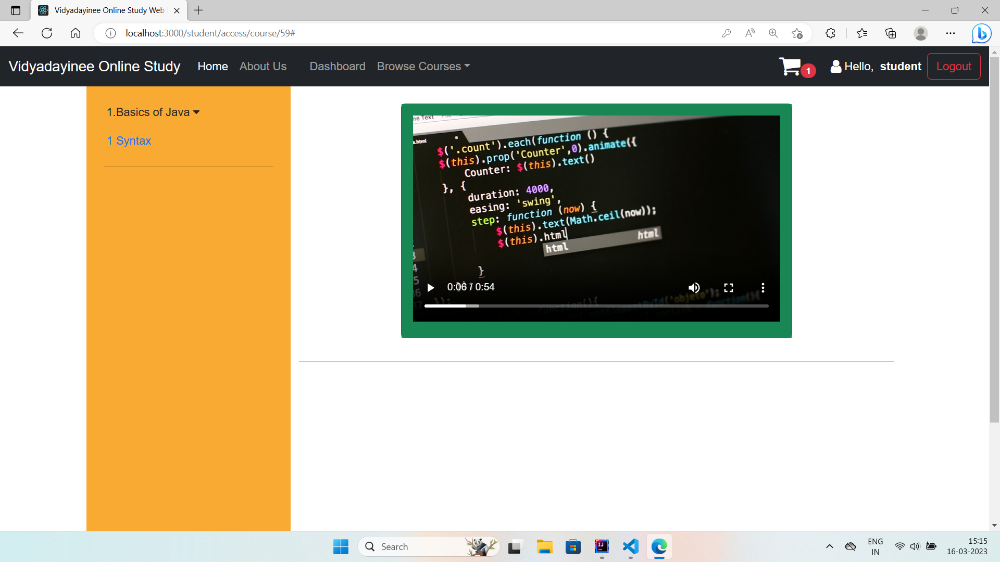 Vidyadayinee Online Study Web
localhost:3000/student/access/course/59#
Vidyadayinee Online Study Home About Us Dashboard Browse Courses 1 Hello, student Logout
1.Basics of Java
1 Syntax
ne Text
.html
$('.count').each(function () {
$(this).prop('Counter',0).animate({
Counter: $(this).text()
}, {
duration: 4000,
easing: 'swing',
step: function (now) {
$(this).text(Math.ceil(now));
$(this).html
html html
}
});
0:06 / 0:54
Search
ENG
IN
15:15
16-03-2023